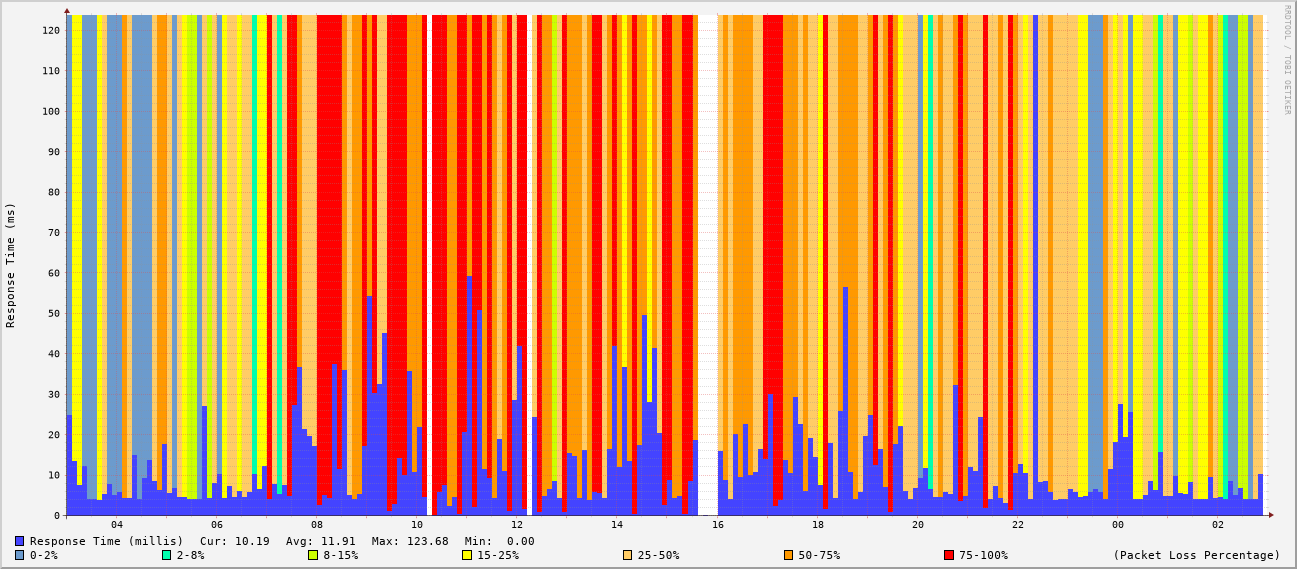 RRDTOOL / TOBI OETIKER
Response Time (ms)
120
110
100
90
80
70
60
50
40
30
20
10
0
04 06 08 10 12 14 16 18 20 22 00 02
Response Time (millis) Cur: 10.19 Avg: 11.91 Max: 123.68 Min: 0.00
0-2% 2-8% 8-15% 15-25% 25-50% 50-75% 75-100% (Packet Loss Percentage)